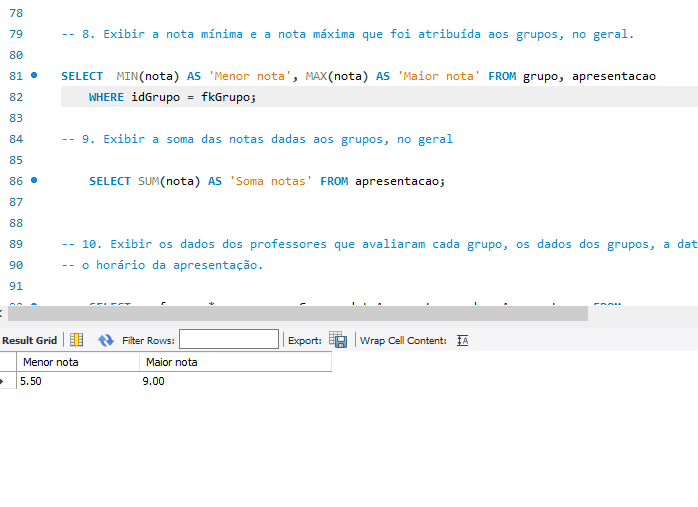 78
79 -- 8. Exibir a nota mínima e a nota máxima que foi atribuída aos grupos, no geral.
80
81 SELECT  MIN(nota) AS 'Menor nota', MAX(nota) AS 'Maior nota' FROM grupo, apresentacao
82 WHERE idGrupo = fkGrupo;
83
84 -- 9. Exibir a soma das notas dadas aos grupos, no geral
85
86 SELECT SUM(nota) AS 'Soma notas' FROM apresentacao;
87
88
89 -- 10. Exibir os dados dos professores que avaliaram cada grupo, os dados dos grupos, a dat
90 -- o horário da apresentação.
91
Result Grid Filter Rows: Export: Wrap Cell Content: IA
Menor nota Maior nota
5.50 9.00